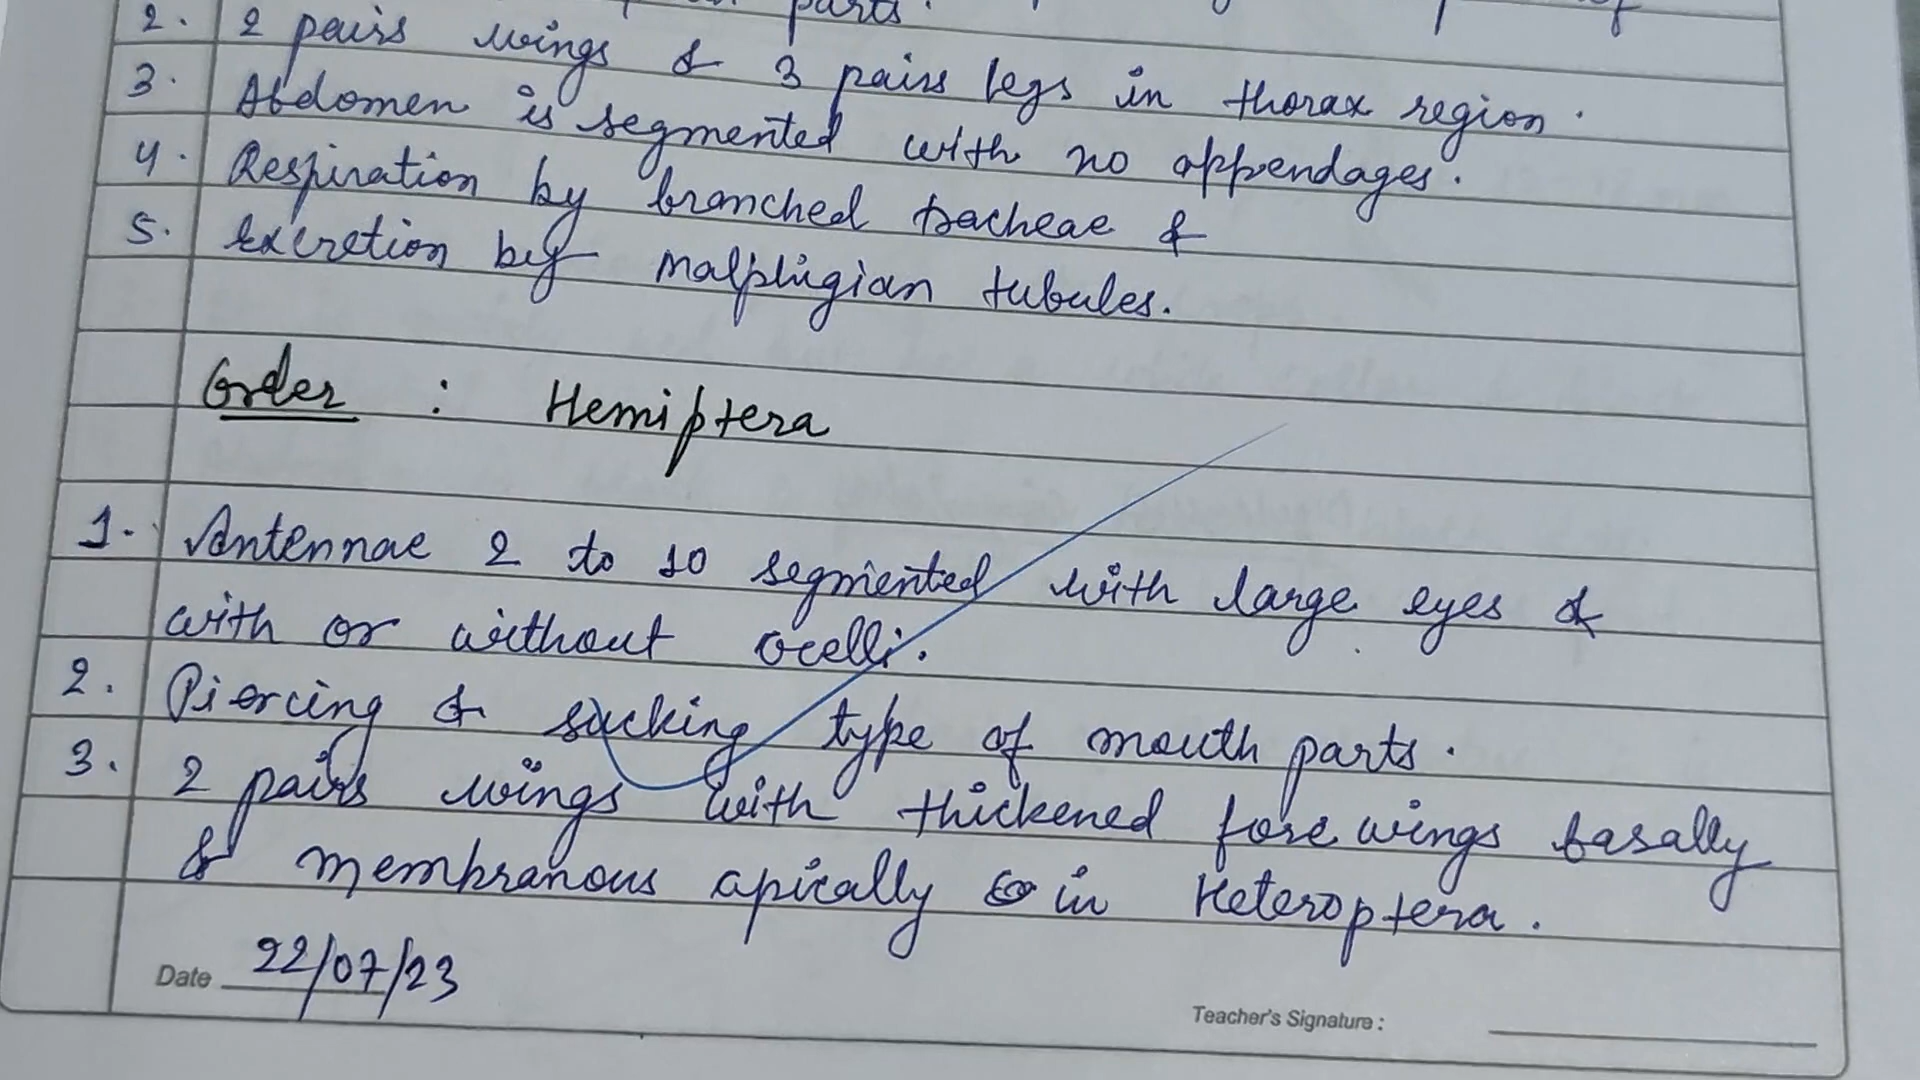 parts.
2. 2 pairs wings & 3 pairs legs in thorax region.
3. Abdomen is segmented with no appendages.
4. Respiration by branched tracheae &
5. Excretion by malphigian tubules.
Order : Hemiptera
1. Antennae 2 to 10 segmented with large eyes &
with or without ocelli.
2. Piercing & sucking type of mouth parts.
3. 2 pairs wings with thickened fore wings basally
& membranous apically in Heteroptera.
Date 22/07/23
Teacher's Signature :